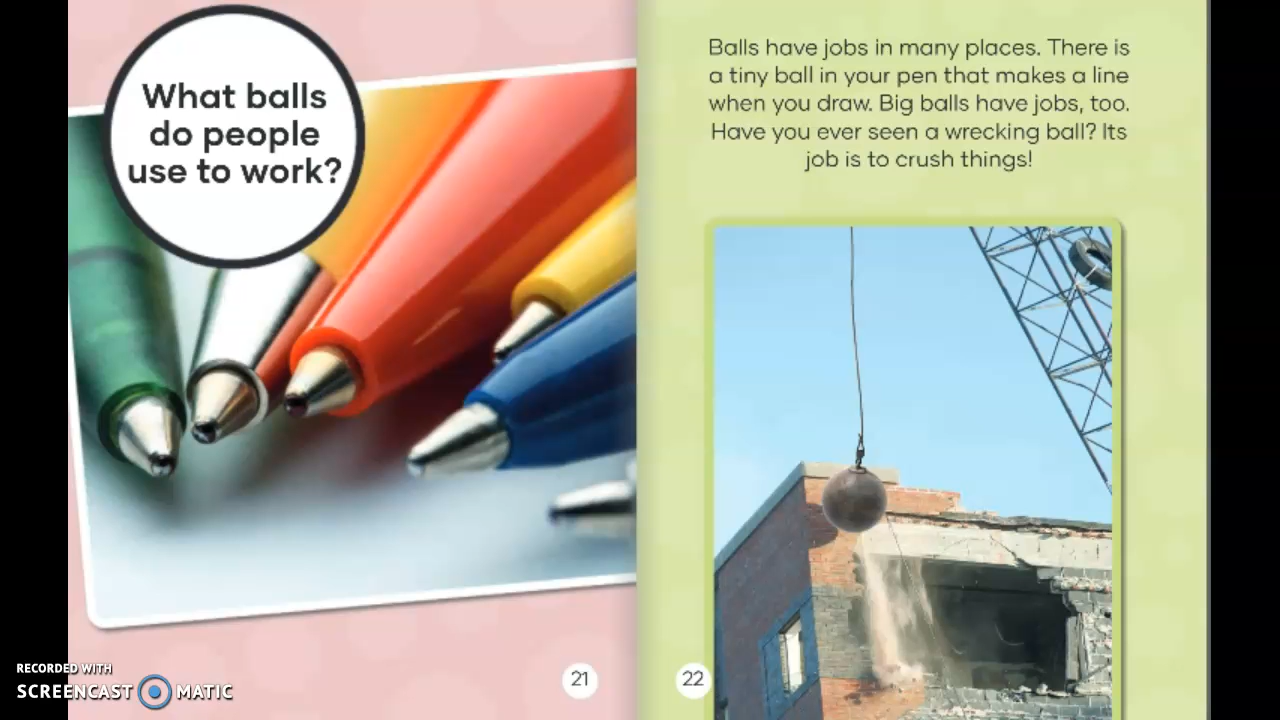 What balls
do people
use to work?
Balls have jobs in many places. There is
a tiny ball in your pen that makes a line
when you draw. Big balls have jobs, too.
Have you ever seen a wrecking ball? Its
job is to crush things!
21
22
RECORDED WITH
SCREENCAST MATIC